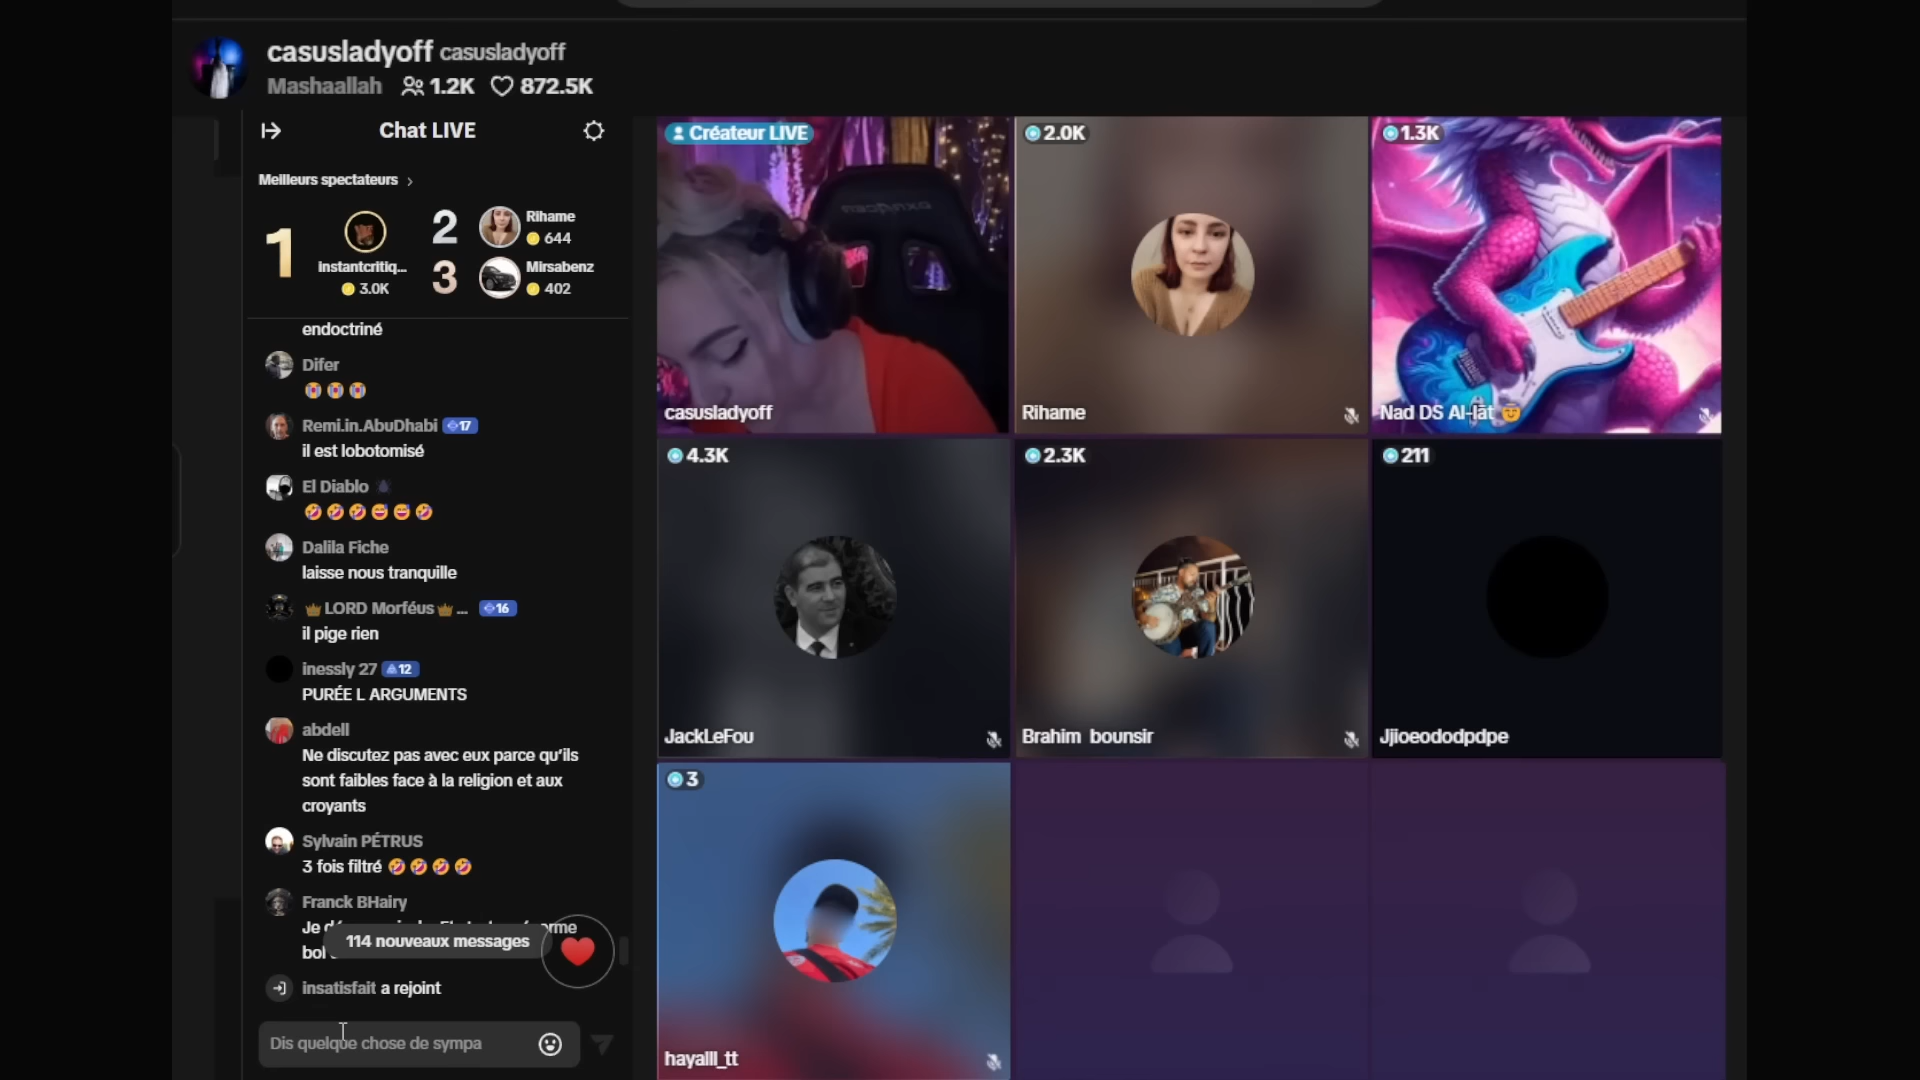 casusladyoff casusladyoff
Mashaallah 1.2K 872.5K
Chat LIVE
Meilleurs spectateurs
1
instantcritiq...
3.0K
2
Rihame
644
3
Mirsabenz
402
endoctriné
Difer
😭😭😭
Remi.in.AbuDhabi 17
il est lobotomisé
El Diablo
🤣🤣🤣😅😅🤣
Dalila Fiche
laisse nous tranquille
👑LORD Morféus👑... 16
il pige rien
inessly 27 12
PURÉE L ARGUMENTS
abdell
Ne discutez pas avec eux parce qu'ils
sont faibles face à la religion et aux
croyants
Sylvain PÉTRUS
3 fois filtré 🤣🤣🤣🤣
Franck BHairy
Je
114 nouveaux messages
insatisfait a rejoint
Dis quelque chose de sympa
Créateur LIVE
casusladyoff
2.0K
Rihame
1.3K
Nad DS Al-lāt
4.3K
JackLeFou
2.3K
Brahim bounsir
211
Jjioeododpdpe
3
hayalll_tt